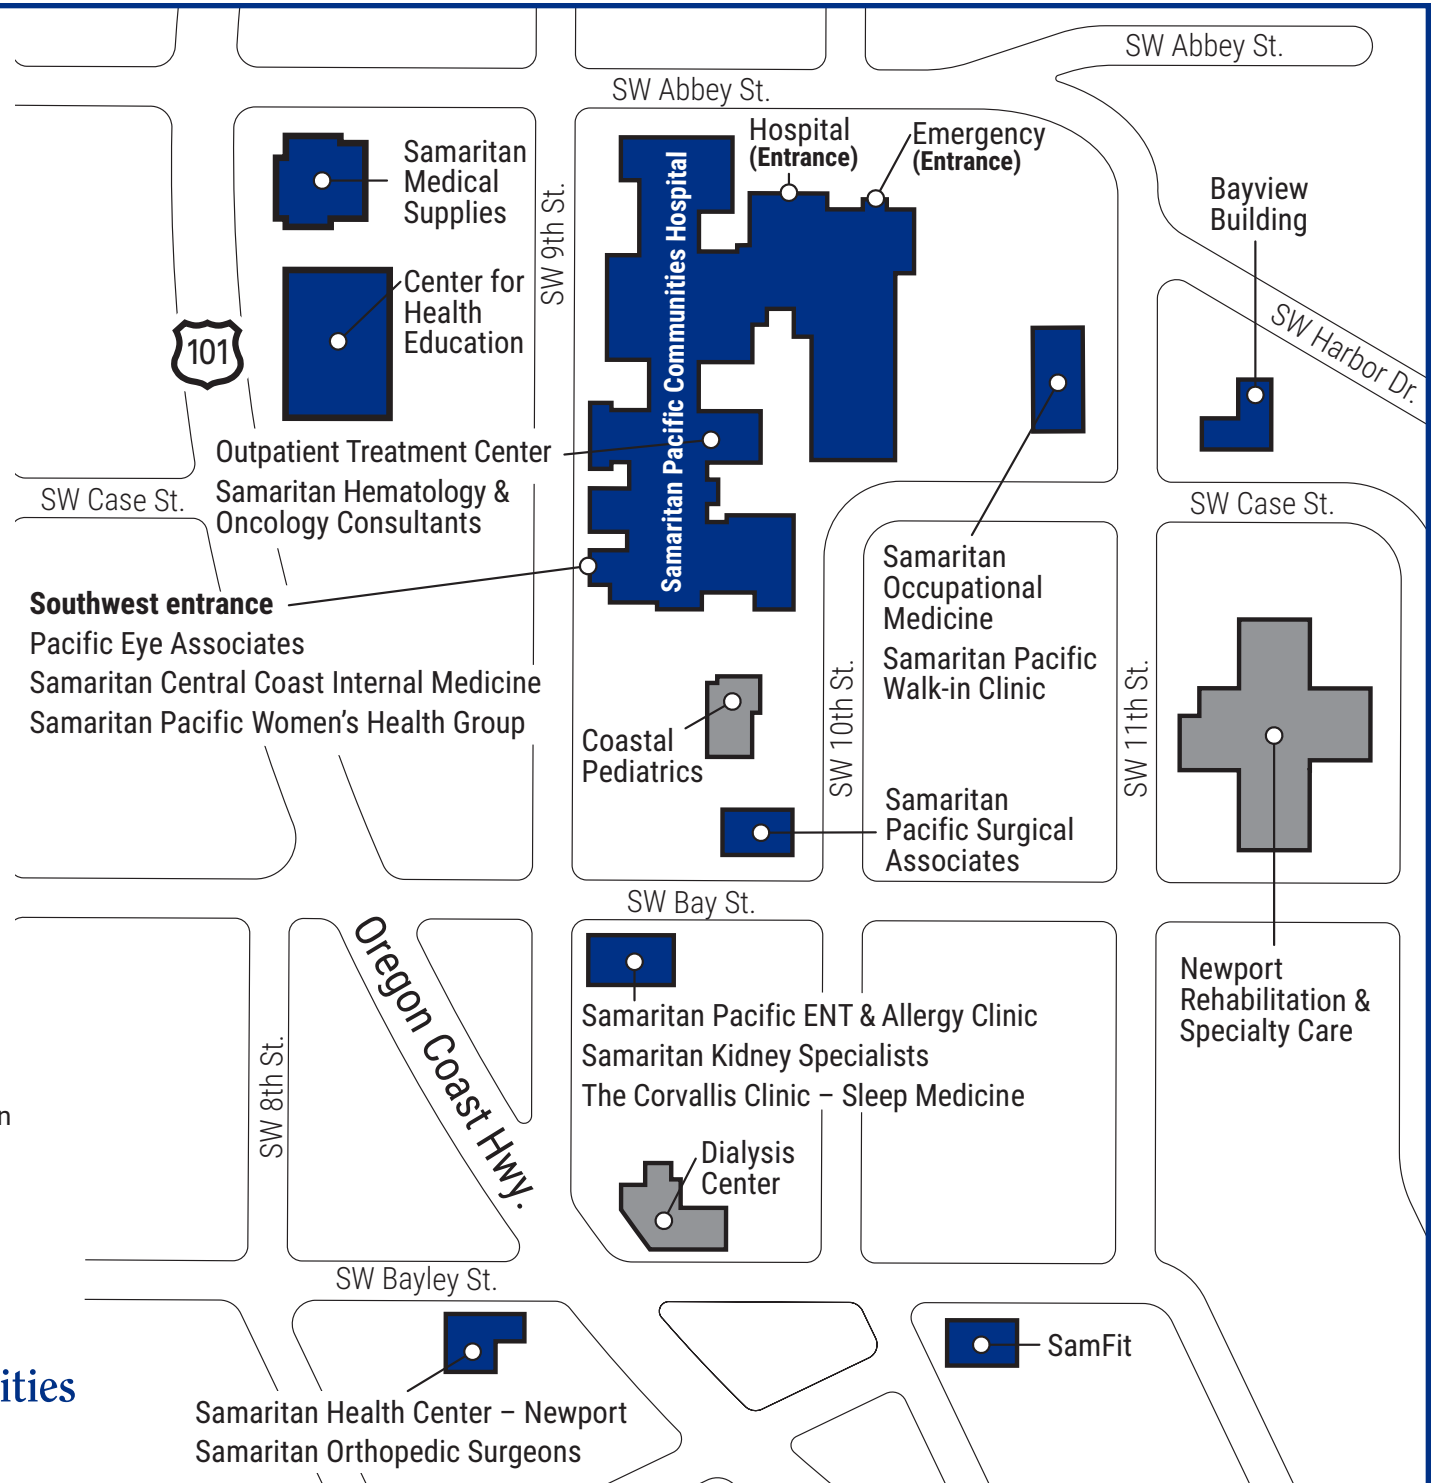 SW Abbey St.
SW Abbey St.
Hospital
(Entrance)
Emergency
(Entrance)
Samaritan
Medical
Supplies
Bayview
Building
SW 9th St.
Samaritan Pacific Communities Hospital
Center for
Health
Education
101
SW Harbor Dr.
Outpatient Treatment Center
Samaritan Hematology &
Oncology Consultants
SW Case St.
SW Case St.
Southwest entrance
Pacific Eye Associates
Samaritan Central Coast Internal Medicine
Samaritan Pacific Women's Health Group
Samaritan
Occupational
Medicine
Samaritan Pacific
Walk-in Clinic
SW 10th St.
SW 11th St.
Coastal
Pediatrics
Samaritan
Pacific Surgical
Associates
SW Bay St.
Oregon Coast Hwy.
Newport
Rehabilitation &
Specialty Care
Samaritan Pacific ENT & Allergy Clinic
Samaritan Kidney Specialists
The Corvallis Clinic – Sleep Medicine
SW 8th St.
n
Dialysis
Center
SW Bayley St.
SamFit
ities
Samaritan Health Center – Newport
Samaritan Orthopedic Surgeons